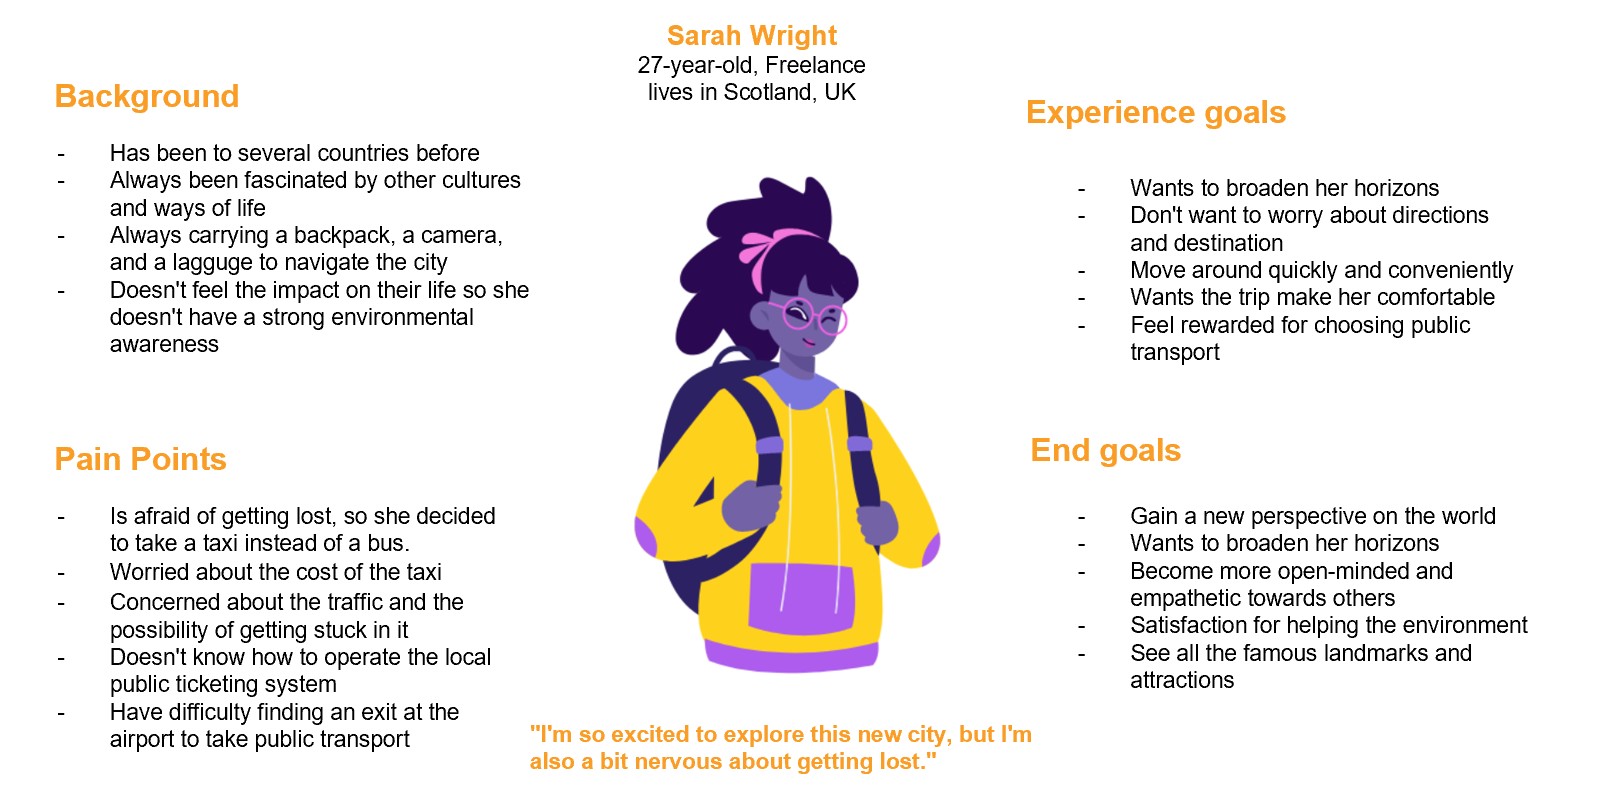 Sarah Wright
27-year-old, Freelance
lives in Scotland, UK
Background
- Has been to several countries before
- Always been fascinated by other cultures
and ways of life
- Always carrying a backpack, a camera,
and a lagguge to navigate the city
- Doesn't feel the impact on their life so she
doesn't have a strong environmental
awareness
Pain Points
- Is afraid of getting lost, so she decided
to take a taxi instead of a bus.
- Worried about the cost of the taxi
- Concerned about the traffic and the
possibility of getting stuck in it
- Doesn't know how to operate the local
public ticketing system
- Have difficulty finding an exit at the
airport to take public transport
Experience goals
- Wants to broaden her horizons
- Don't want to worry about directions
and destination
- Move around quickly and conveniently
- Wants the trip make her comfortable
- Feel rewarded for choosing public
transport
End goals
- Gain a new perspective on the world
- Wants to broaden her horizons
- Become more open-minded and
empathetic towards others
- Satisfaction for helping the environment
- See all the famous landmarks and
attractions
"I'm so excited to explore this new city, but I'm
also a bit nervous about getting lost."